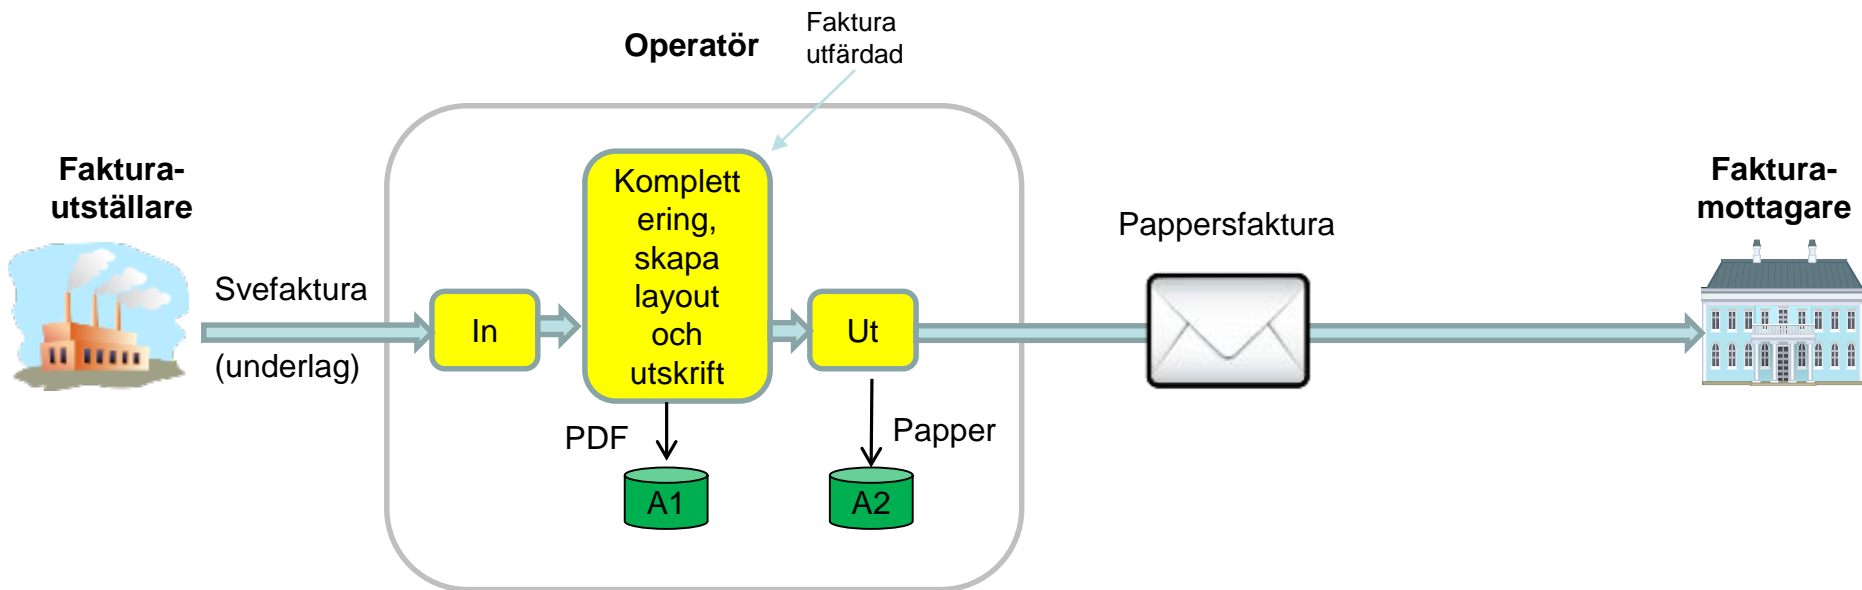 Operatör
Faktura
utfärdad
Faktura-
utställare
Svefaktura
(underlag)
In
Komplett
ering,
skapa
layout
och
utskrift
Ut
PDF
A1
Papper
A2
Pappersfaktura
Faktura-
mottagare